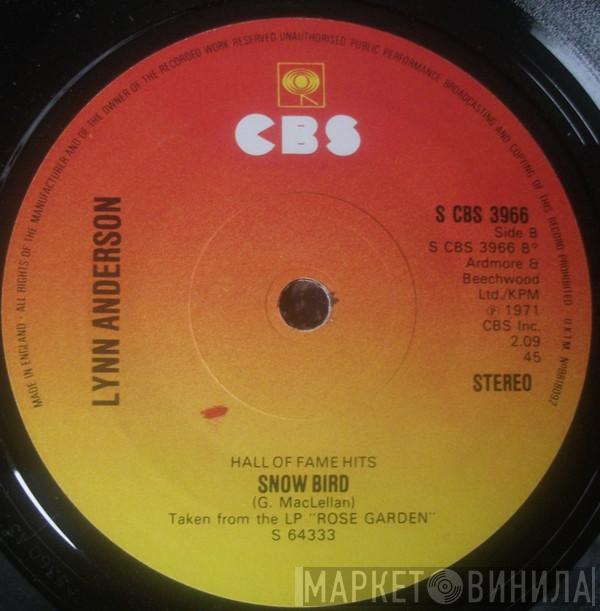 MADE IN ENGLAND - ALL RIGHTS OF THE MANUFACTURER AND OF THE OWNER OF THE RECORDED WORK RESERVED UNAUTHORISED PUBLIC PERFORMANCE BROADCASTING AND COPYING OF THIS RECORD PROHIBITED - U.K.T.M. Nº
CBS
LYNN ANDERSON
S CBS 3966
Side B
S CBS 3966 B°
Ardmore &
Beechwood
Ltd./KPM
℗ 1971
CBS Inc.
2.09
45
STEREO
HALL OF FAME HITS
SNOW BIRD
(G. MacLellan)
Taken from the LP "ROSE GARDEN"
S 64333
МАРКЕТ ВИНИЛА